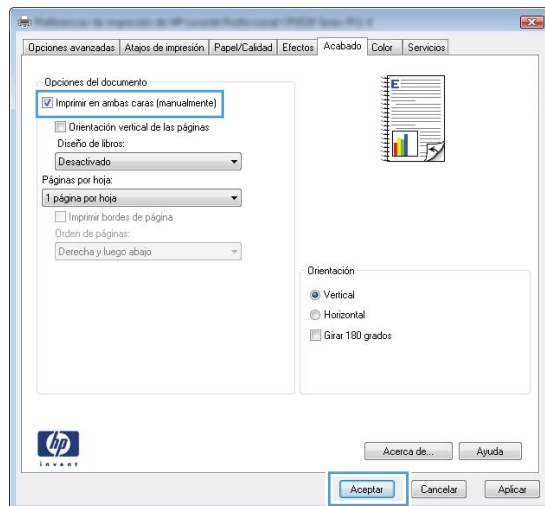 Opciones avanzadas Atajos de impresión Papel/Calidad Efectos Acabado Color Servicios
Opciones del documento
Imprimir en ambas caras (manualmente)
Orientación vertical de las páginas
Diseño de libros:
Desactivado
Páginas por hoja:
1 página por hoja
Imprimir bordes de página
Orden de páginas:
Derecha y luego abajo
E
Orientación
Vertical
Horizontal
Girar 180 grados
hp
invent
Acerca de... Ayuda
Aceptar Cancelar Aplicar